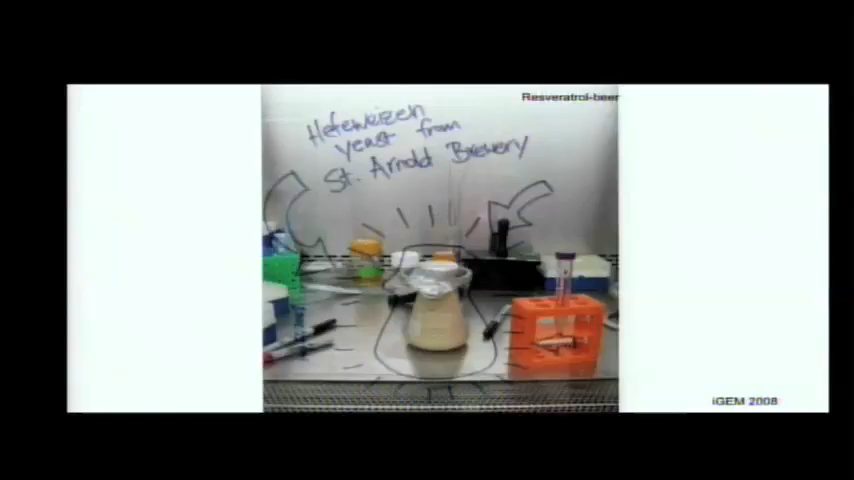 Resveratrol-beer
Hefeweizen
yeast from
St. Arnold Brewery
iGEM 2008